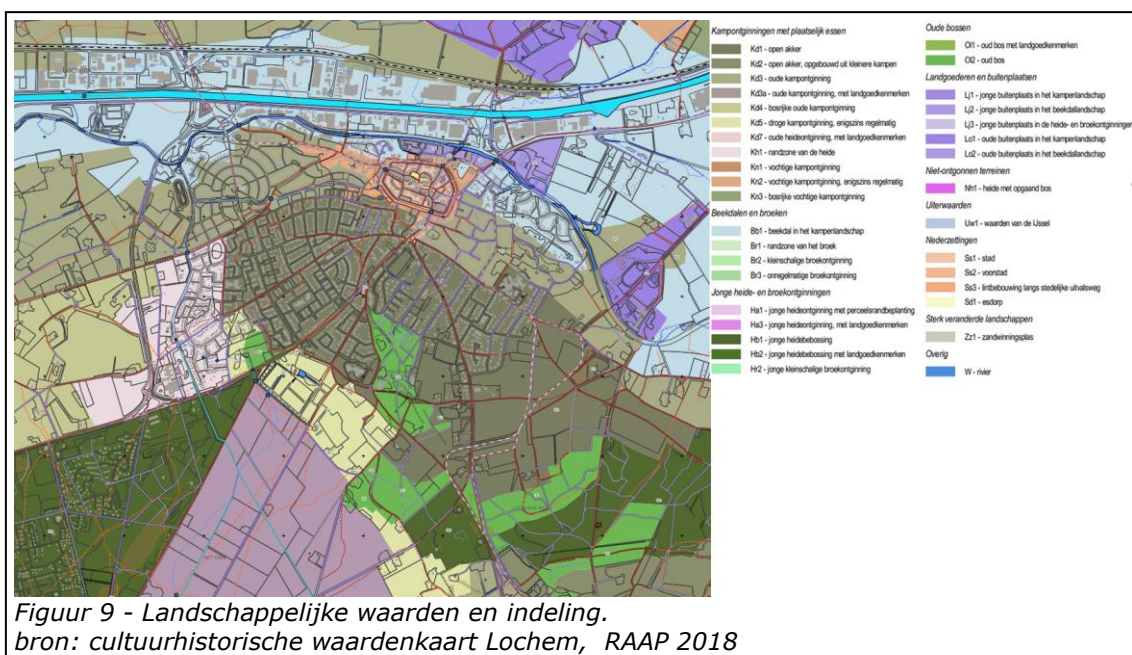 Kampontginningen met plaatselijk essen
Kd1 - open akker
Kd2 - open akker, opgebouwd uit kleinere kampen
Kd3 - oude kampontginning
Kd3a - oude kampontginning, met landgoedkenmerken
Kd4 - bosrijke oude kampontginning
Kd5 - droge kampontginning, enigszins regelmatig
Kd7 - oude heideontginning, met landgoedkenmerken
Kh1 - randzone van de heide
Kn1 - vochtige kampontginning
Kn2 - vochtige kampontginning, enigszins regelmatig
Kn3 - bosrijke vochtige kampontginning
Beekdalen en broeken
Bb1 - beekdal in het kampenlandschap
Br1 - randzone van het broek
Br2 - kleinschalige broekontginning
Br3 - onregelmatige broekontginning
Jonge heide- en broekontginningen
Ha1 - jonge heideontginning met perceelsrandbeplanting
Ha3 - jonge heideontginning, met landgoedkenmerken
Hb1 - jonge heidebebossing
Hb2 - jonge heidebebossing met landgoedkenmerken
Hr2 - jonge kleinschalige broekontginning
Oude bossen
Ol1 - oud bos met landgoedkenmerken
Ol2 - oud bos
Landgoederen en buitenplaatsen
Lj1 - jonge buitenplaats in het kampenlandschap
Lj2 - jonge buitenplaats in het beekdallandschap
Lj3 - jonge buitenplaats in de heide- en broekontginningen
Lo1 - oude buitenplaats in het kampenlandschap
Lo2 - oude buitenplaats in het beekdallandschap
Niet-ontgonnen terreinen
Nh1 - heide met opgaand bos
Uiterwaarden
Uw1 - waarden van de IJssel
Nederzettingen
Ss1 - stad
Ss2 - voorstad
Ss3 - lintbebouwing langs stedelijke uitvalsweg
Sd1 - esdorp
Sterk veranderde landschappen
Zz1 - zandwinningsplas
Overig
W - rivier
Figuur 9 - Landschappelijke waarden en indeling.
bron: cultuurhistorische waardenkaart Lochem, RAAP 2018